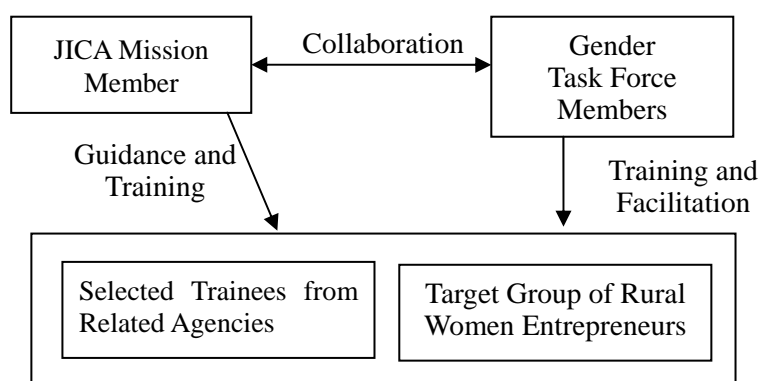 JICA Mission
Member
Collaboration
Gender
Task Force
Members
Guidance and
Training
Training and
Facilitation
Selected Trainees from
Related Agencies
Target Group of Rural
Women Entrepreneurs